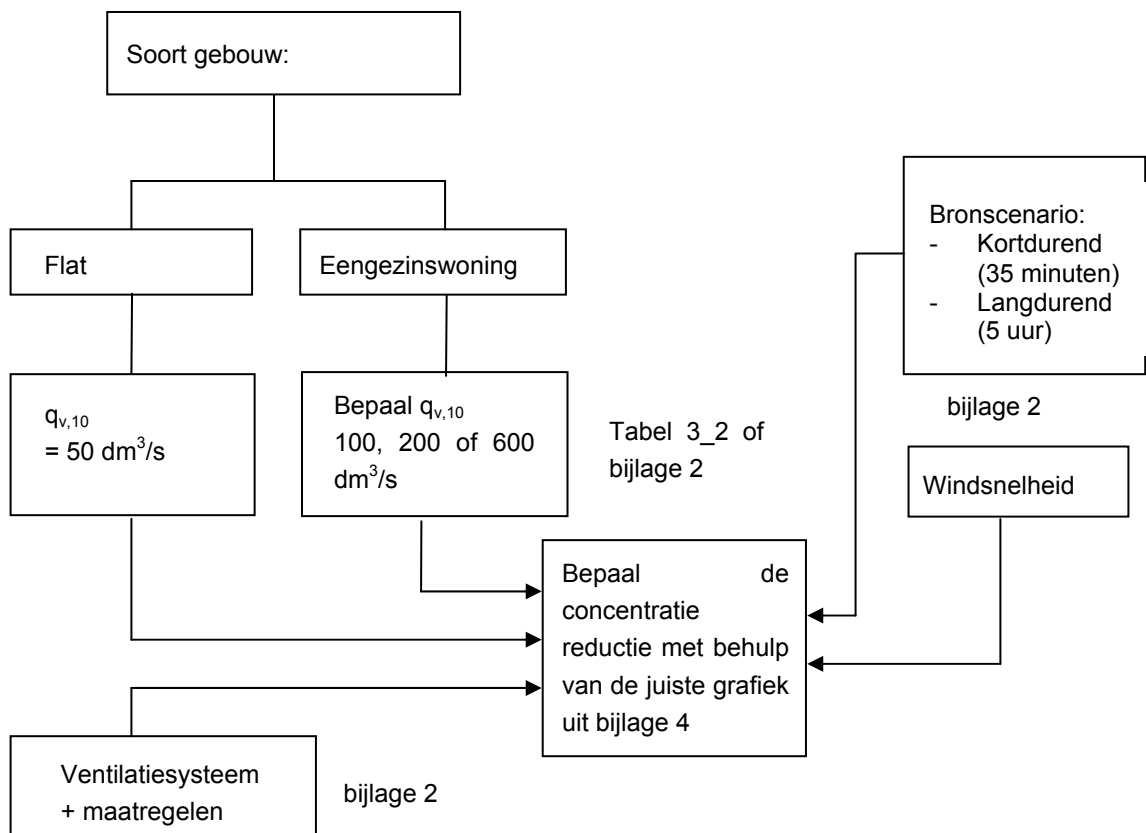 Soort gebouw:
Flat
Eengezinswoning
Bronscenario:
- Kortdurend
(35 minuten)
- Langdurend
(5 uur)
bijlage 2
qv,10
= 50 dm³/s
Bepaal qv,10
100, 200 of 600
dm³/s
Tabel 3_2 of
bijlage 2
Windsnelheid
Bepaal de
concentratie
reductie met behulp
van de juiste grafiek
uit bijlage 4
Ventilatiesysteem
+ maatregelen
bijlage 2